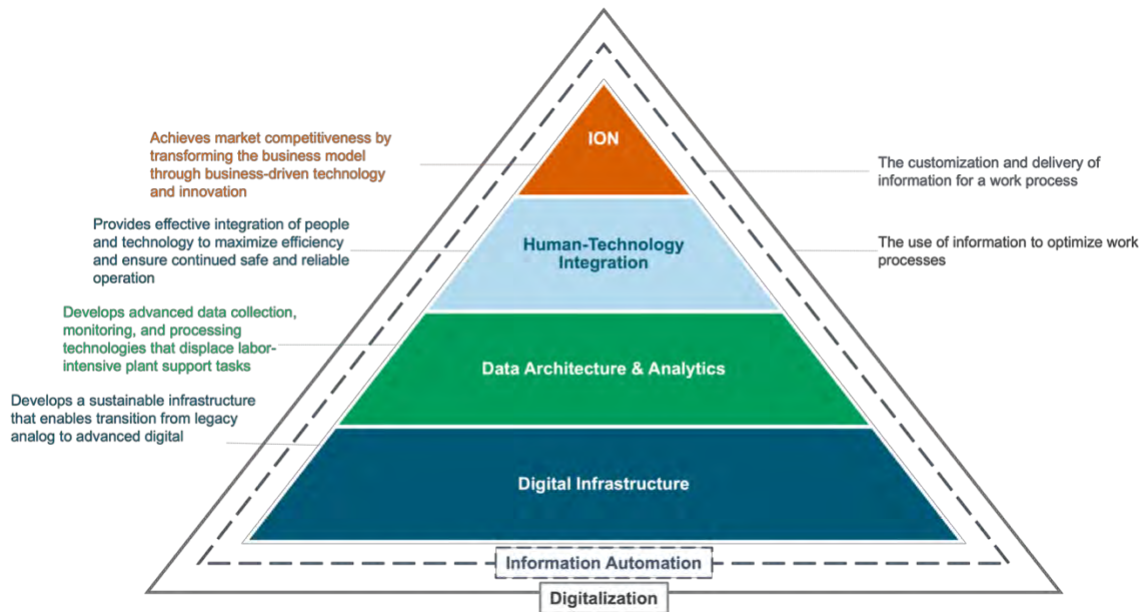 ION
Achieves market competitiveness by
transforming the business model
through business-driven technology
and innovation
The customization and delivery of
information for a work process
Provides effective integration of people
and technology to maximize efficiency
and ensure continued safe and reliable
operation
Human-Technology
Integration
The use of information to optimize work
processes
Develops advanced data collection,
monitoring, and processing
technologies that displace labor-
intensive plant support tasks
Data Architecture & Analytics
Develops a sustainable infrastructure
that enables transition from legacy
analog to advanced digital
Digital Infrastructure
Information Automation
Digitalization